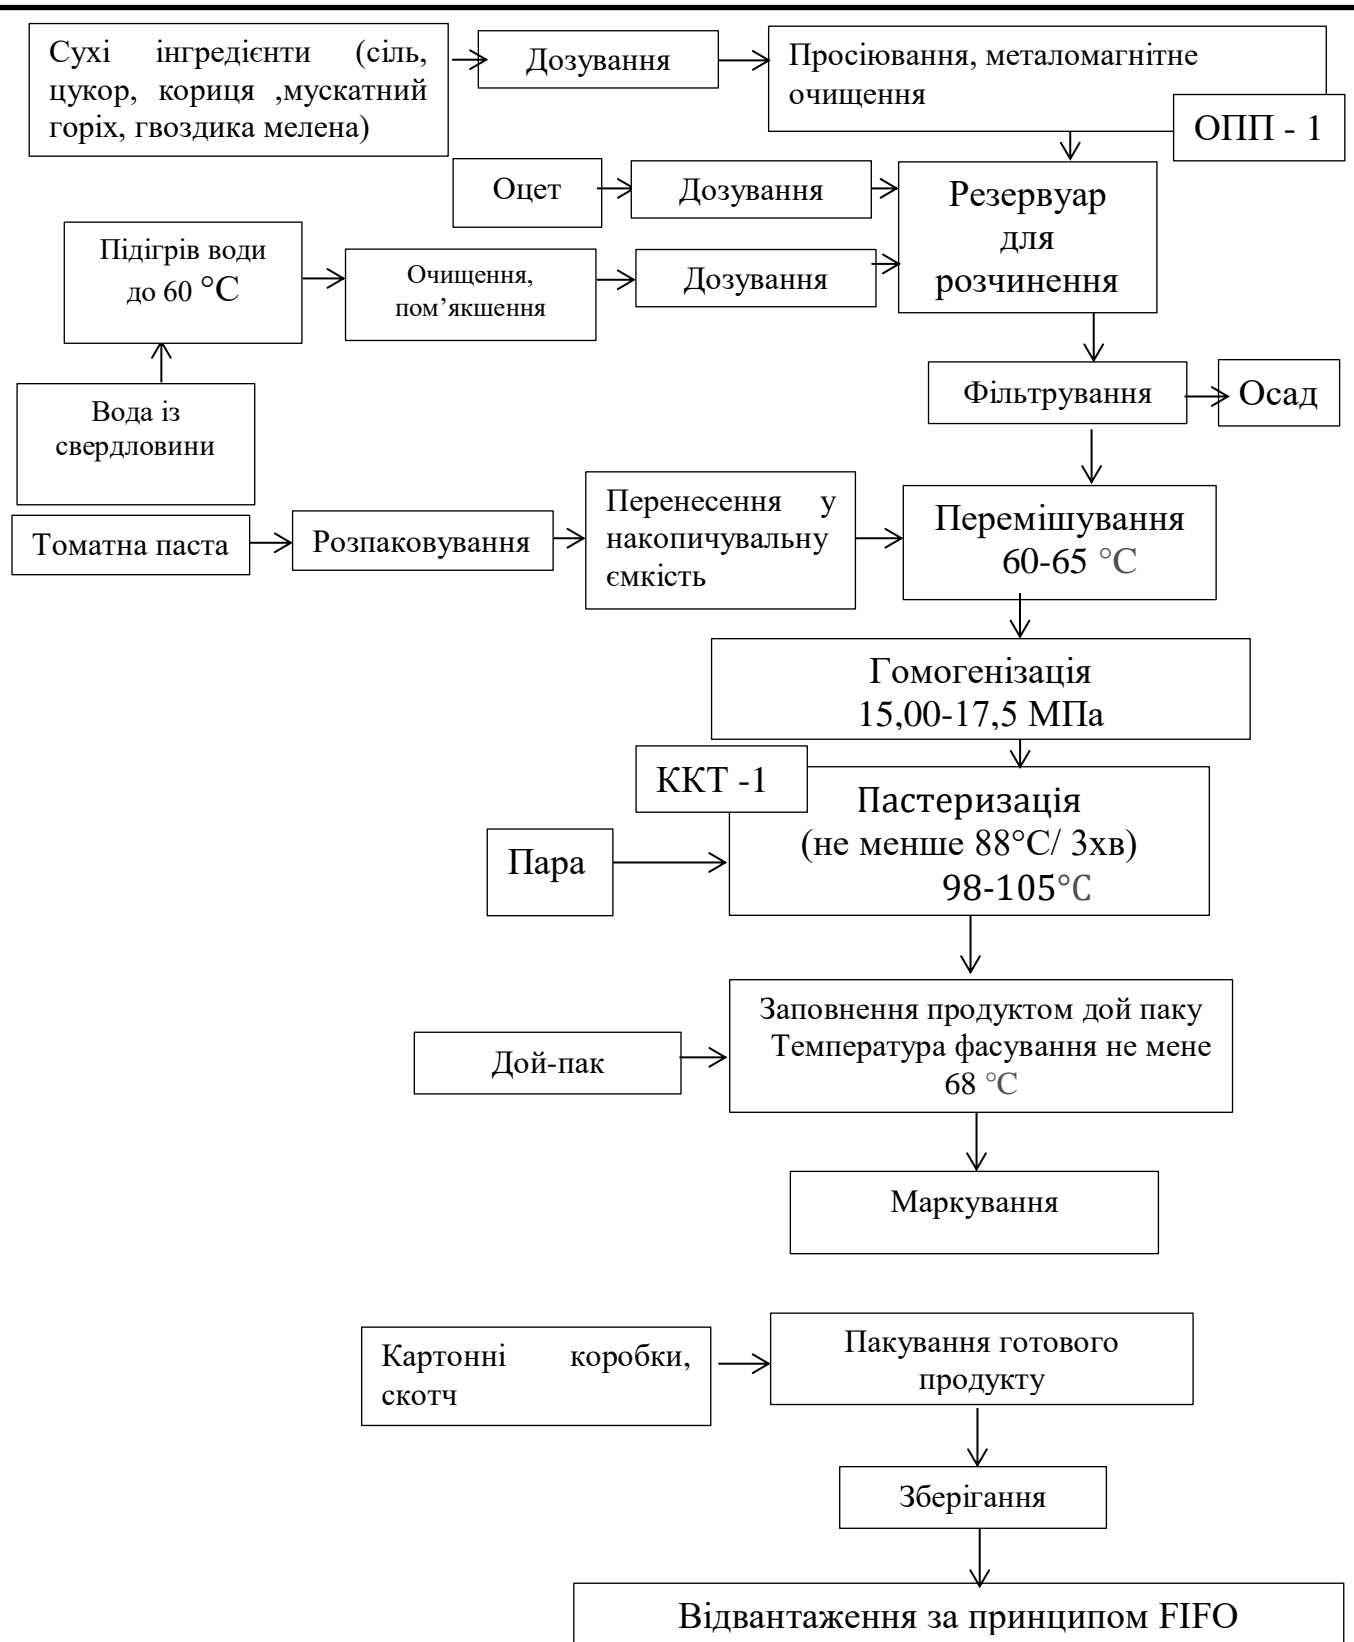 Сухі інгредієнти (сіль,
цукор, кориця ,мускатний
горіх, гвоздика мелена)
Дозування
Просіювання, металомагнітне
очищення
ОПП - 1
Оцет
Дозування
Резервуар
для
розчинення
Підігрів води
до 60 °С
Очищення,
пом’якшення
Дозування
Вода із
свердловини
Фільтрування
Осад
Томатна паста
Розпаковування
Перенесення у
накопичувальну
ємкість
Перемішування
60-65 °С
Гомогенізація
15,00-17,5 МПа
ККТ -1
Пастеризація
(не менше 88°С/ 3хв)
98-105°С
Пара
Заповнення продуктом дой паку
Температура фасування не мене
68 °С
Дой-пак
Маркування
Картонні коробки,
скотч
Пакування готового
продукту
Зберігання
Відвантаження за принципом FIFO